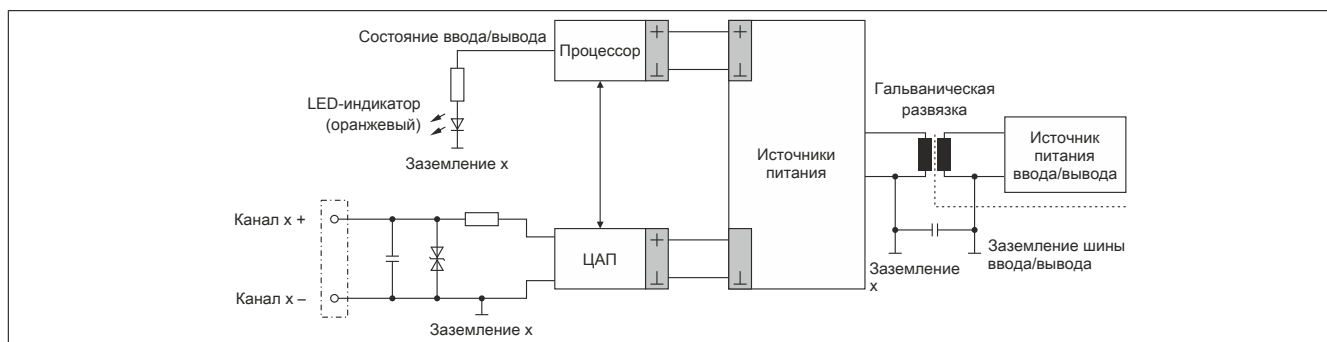 Состояние ввода/вывода
Процессор
+
⊥
+
⊥
LED-индикатор
(оранжевый)
Заземление x
Гальваническая
развязка
Источники
питания
Источник
питания
ввода/вывода
Канал x +
Канал x –
ЦАП
+
⊥
+
⊥
Заземление x
Заземление
x
Заземление шины
ввода/вывода